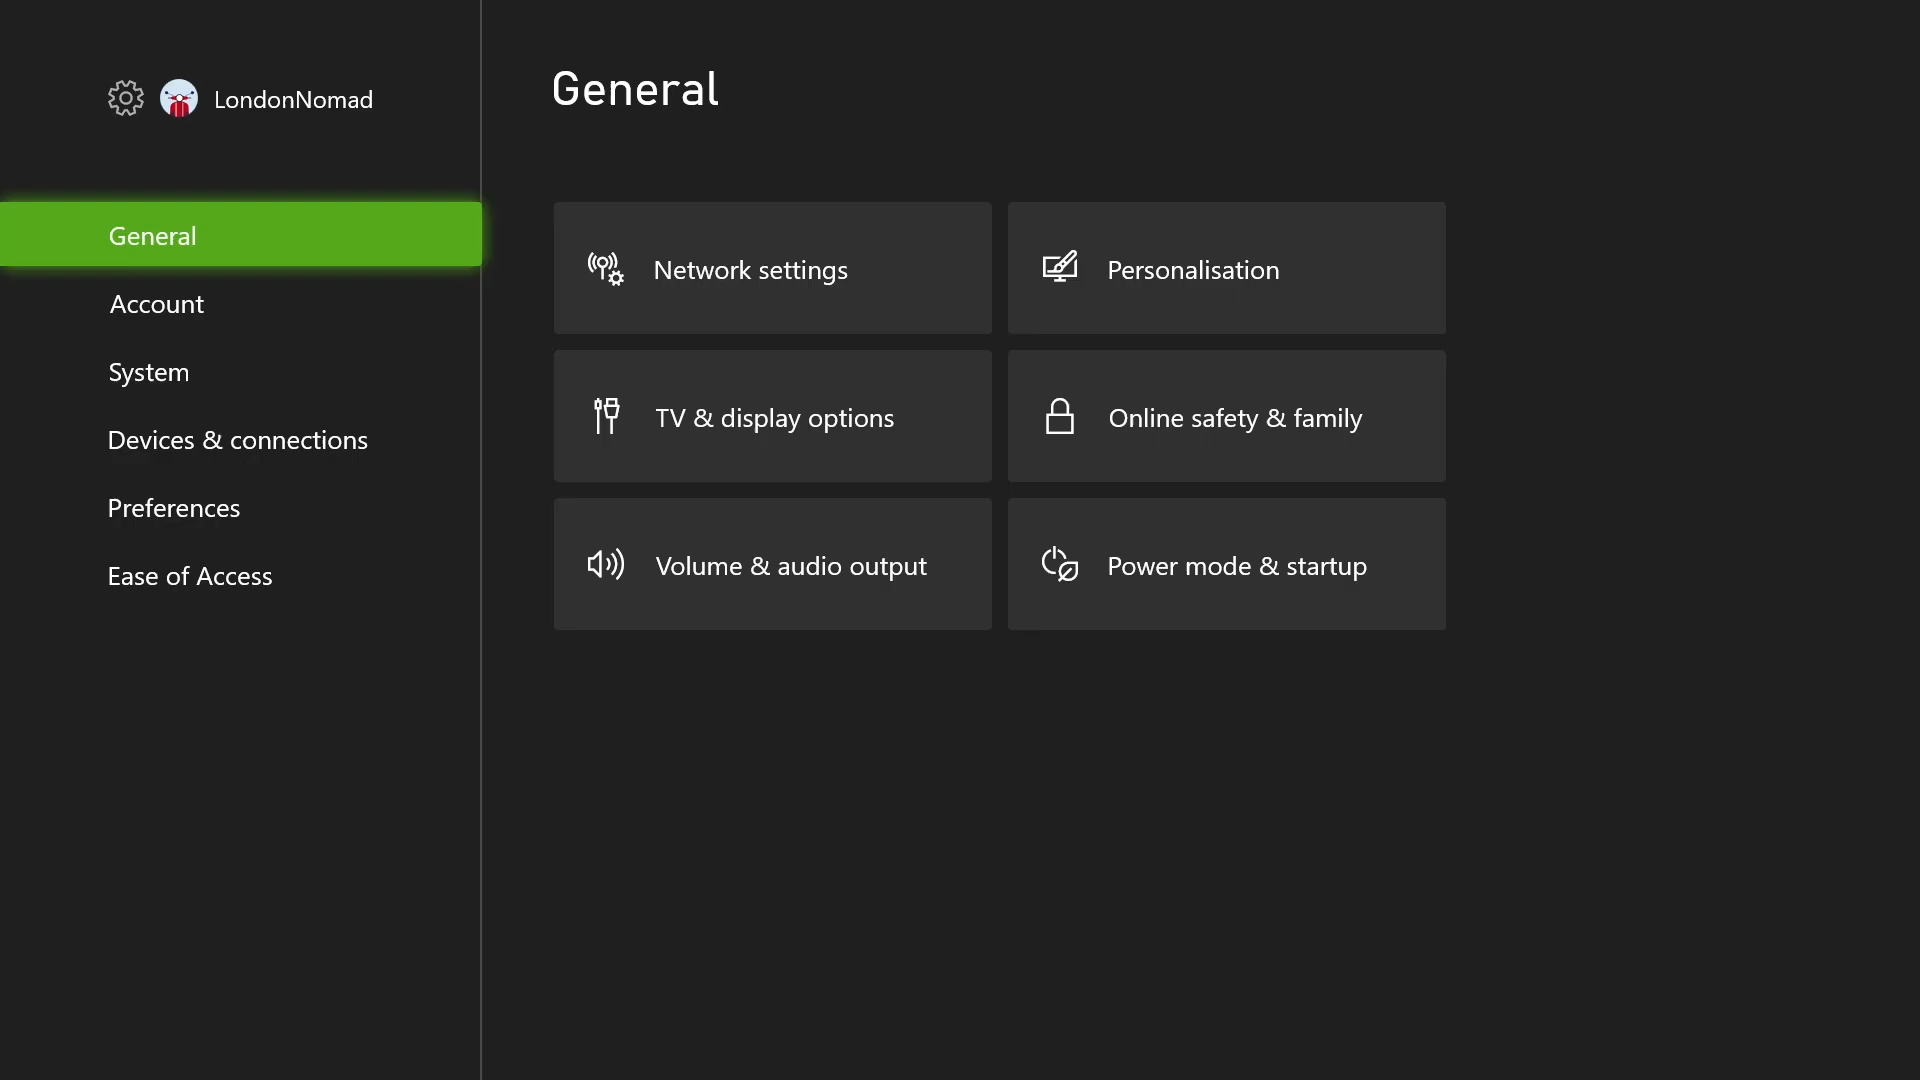 LondonNomad
General
Account
System
Devices & connections
Preferences
Ease of Access
General
Network settings
Personalisation
TV & display options
Online safety & family
Volume & audio output
Power mode & startup